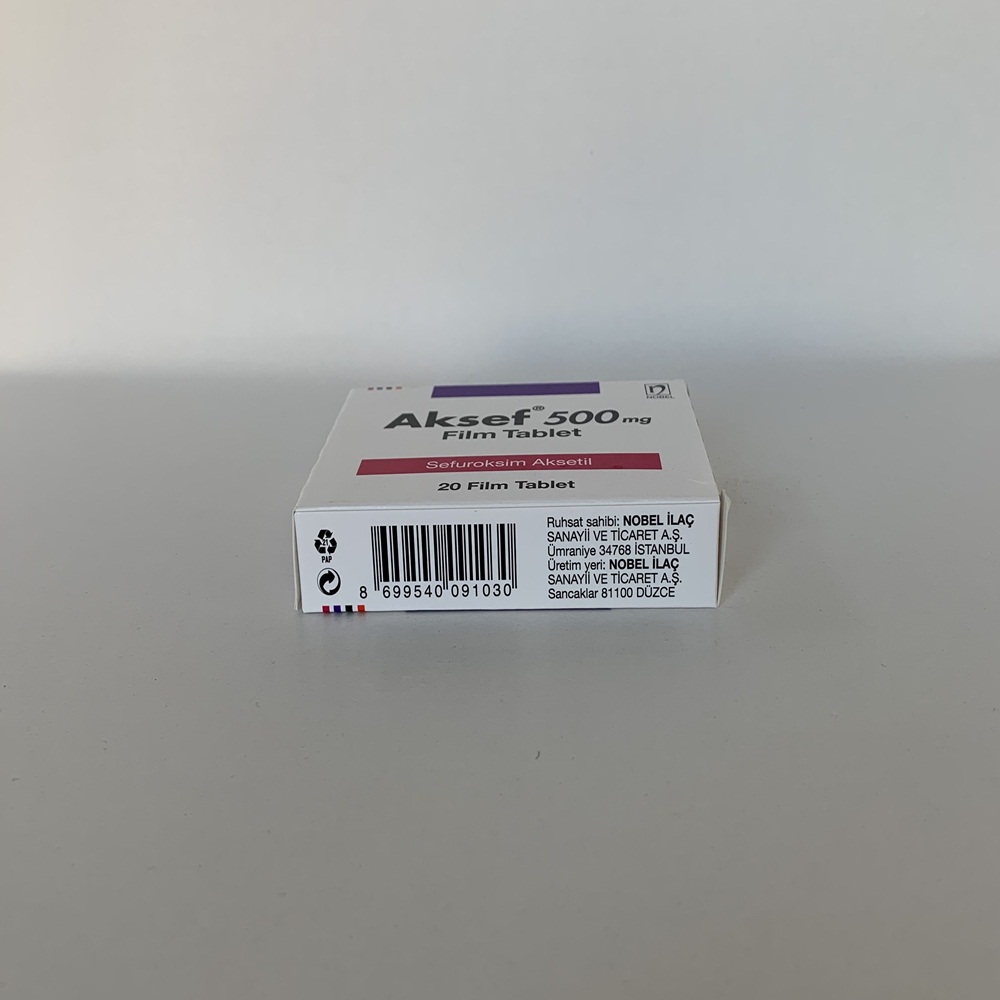 NOBEL
Aksef® 500 mg
Film Tablet
Sefuroksim Aksetil
20 Film Tablet
21
PAP
8 699540 091030
Ruhsat sahibi: NOBEL İLAÇ
SANAYİİ VE TİCARET A.Ş.
Ümraniye 34768 İSTANBUL
Üretim yeri: NOBEL İLAÇ
SANAYİİ VE TİCARET A.Ş.
Sancaklar 81100 DÜZCE